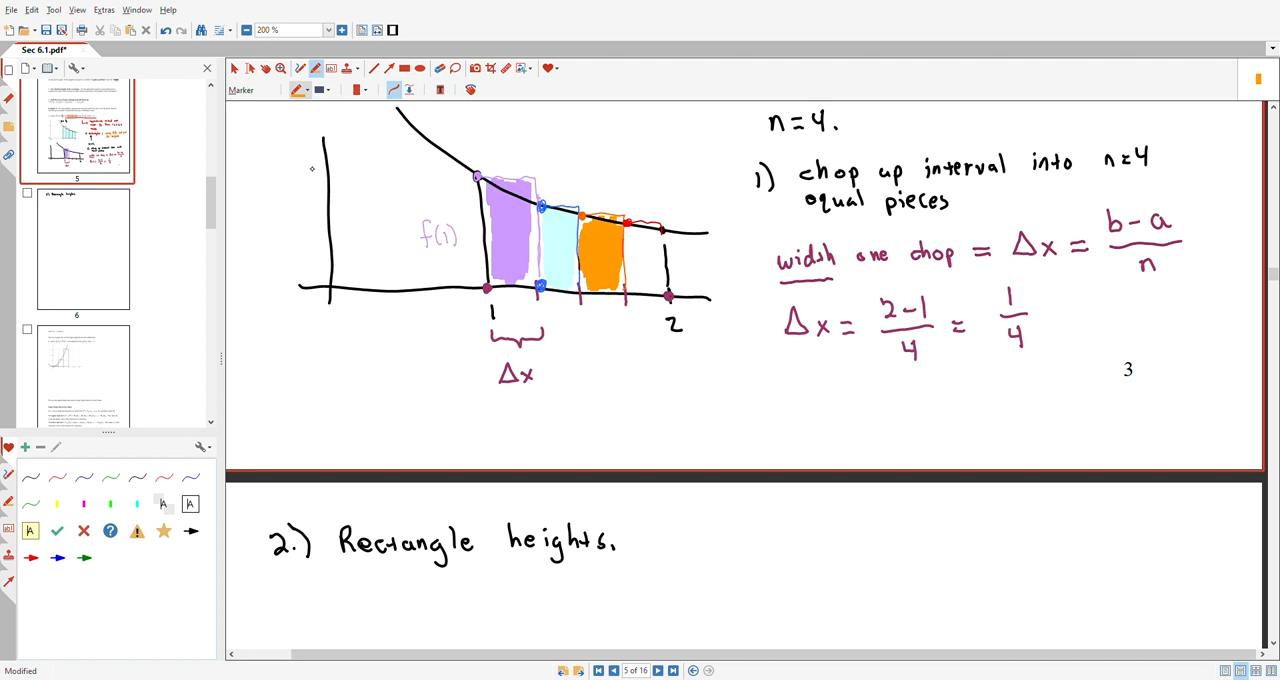 File Edit Tool View Extras Window Help
200 %
Sec 6.1.pdf*
Marker
5
6
n = 4.
1) chop up interval into n=4
equal pieces
width one chop = Δx = b - a / n
Δx = 2-1 / 4 = 1 / 4
f(1)
1
2
Δx
3
2.) Rectangle heights.
Modified
5 of 16